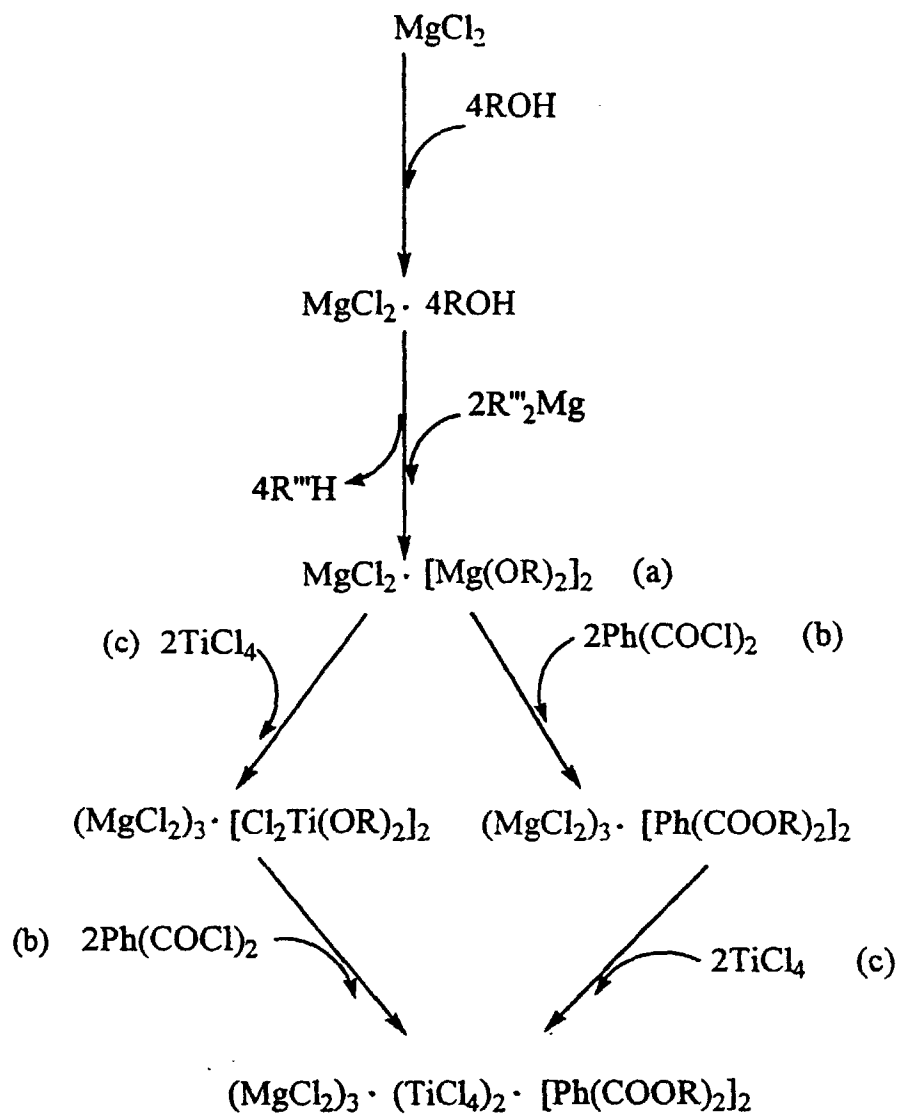 MgCl₂
4ROH
MgCl₂ · 4ROH
2R'''₂Mg
4R'''H
MgCl₂ · [Mg(OR)₂]₂ (a)
(c) 2TiCl₄
2Ph(COCl)₂ (b)
(MgCl₂)₃ · [Cl₂Ti(OR)₂]₂
(MgCl₂)₃ · [Ph(COOR)₂]₂
(b) 2Ph(COCl)₂
2TiCl₄ (c)
(MgCl₂)₃ · (TiCl₄)₂ · [Ph(COOR)₂]₂